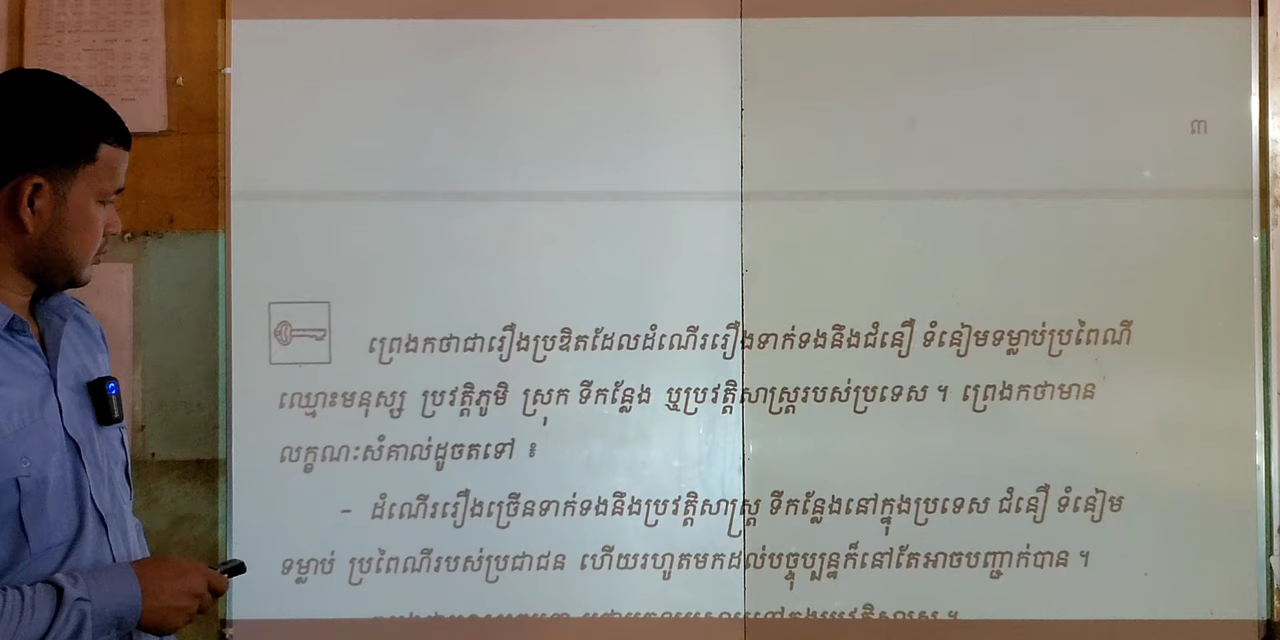 ៣
ព្រេងកថាជារឿងប្រឌិតដែលដំណើររឿងទាក់ទងនឹងជំនឿ ទំនៀមទម្លាប់ប្រពៃណី
ឈ្មោះមនុស្ស ប្រវត្តិភូមិ ស្រុក ទីកន្លែង ឬប្រវត្តិសាស្ត្ររបស់ប្រទេស ។ ព្រេងកថាមាន
លក្ខណៈសំគាល់ដូចតទៅ ៖
– ដំណើររឿងច្រើនទាក់ទងនឹងប្រវត្តិសាស្ត្រ ទីកន្លែងនៅក្នុងប្រទេស ជំនឿ ទំនៀម
ទម្លាប់ ប្រពៃណីរបស់ប្រជាជន ហើយរហូតមកដល់បច្ចុប្បន្នក៏នៅតែអាចបញ្ជាក់បាន ។